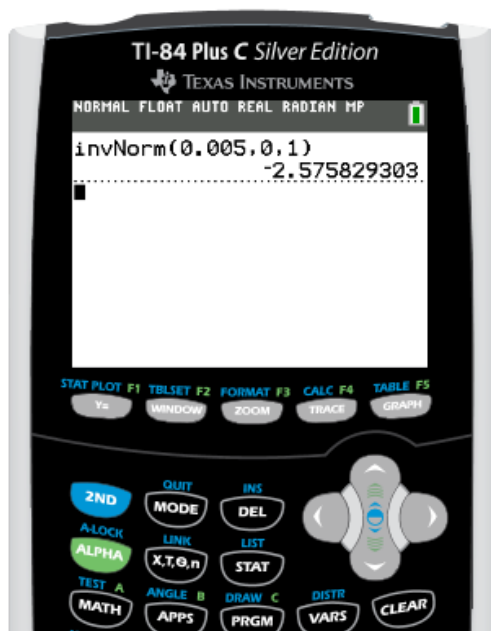 TI-84 Plus C Silver Edition
TEXAS INSTRUMENTS
NORMAL FLOAT AUTO REAL RADIAN MP
invNorm(0.005,0,1)
-2.575829303
STAT PLOT F1 TBLSET F2 FORMAT F3 CALC F4 TABLE F5
Y= WINDOW ZOOM TRACE GRAPH
QUIT INS
2ND MODE DEL
A-LOCK LINK LIST
ALPHA X,T,Θ,n STAT
TEST A ANGLE B DRAW C DISTR
MATH APPS PRGM VARS CLEAR